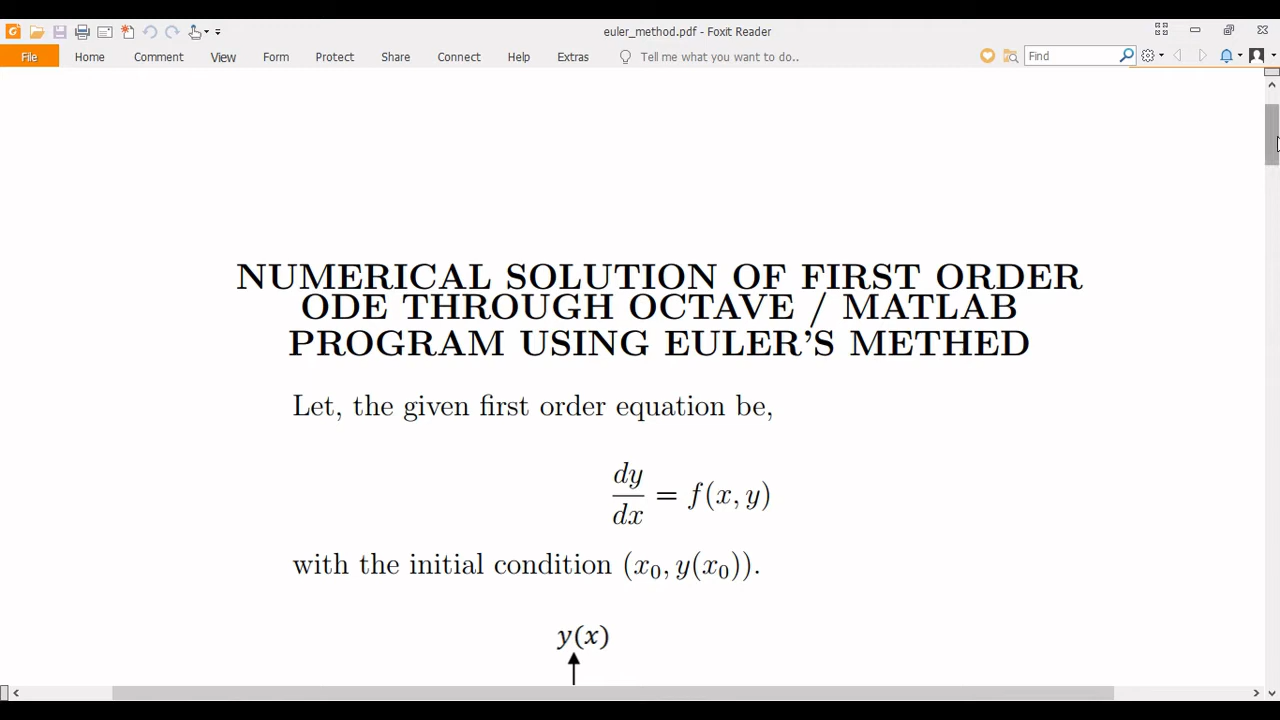 euler_method.pdf - Foxit Reader
File Home Comment View Form Protect Share Connect Help Extras Tell me what you want to do.. Find
NUMERICAL SOLUTION OF FIRST ORDER
ODE THROUGH OCTAVE / MATLAB
PROGRAM USING EULER'S METHED
Let, the given first order equation be,
dy/dx = f(x, y)
with the initial condition (x₀, y(x₀)).
y(x)